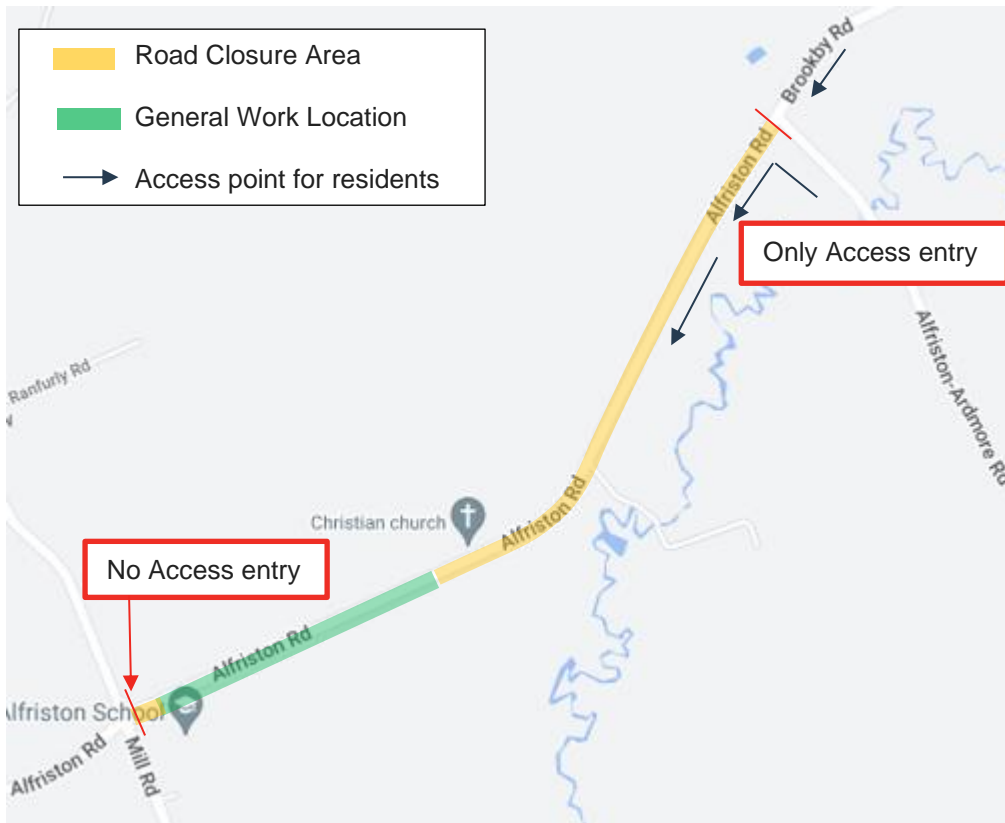 Road Closure Area
General Work Location
Access point for residents
Brookby Rd
Alfriston Rd
Only Access entry
Alfriston-Ardmore Rd
Ranfurly Rd
Christian church
Alfriston Rd
No Access entry
Alfriston Rd
Alfriston School
Alfriston Rd
Mill Rd